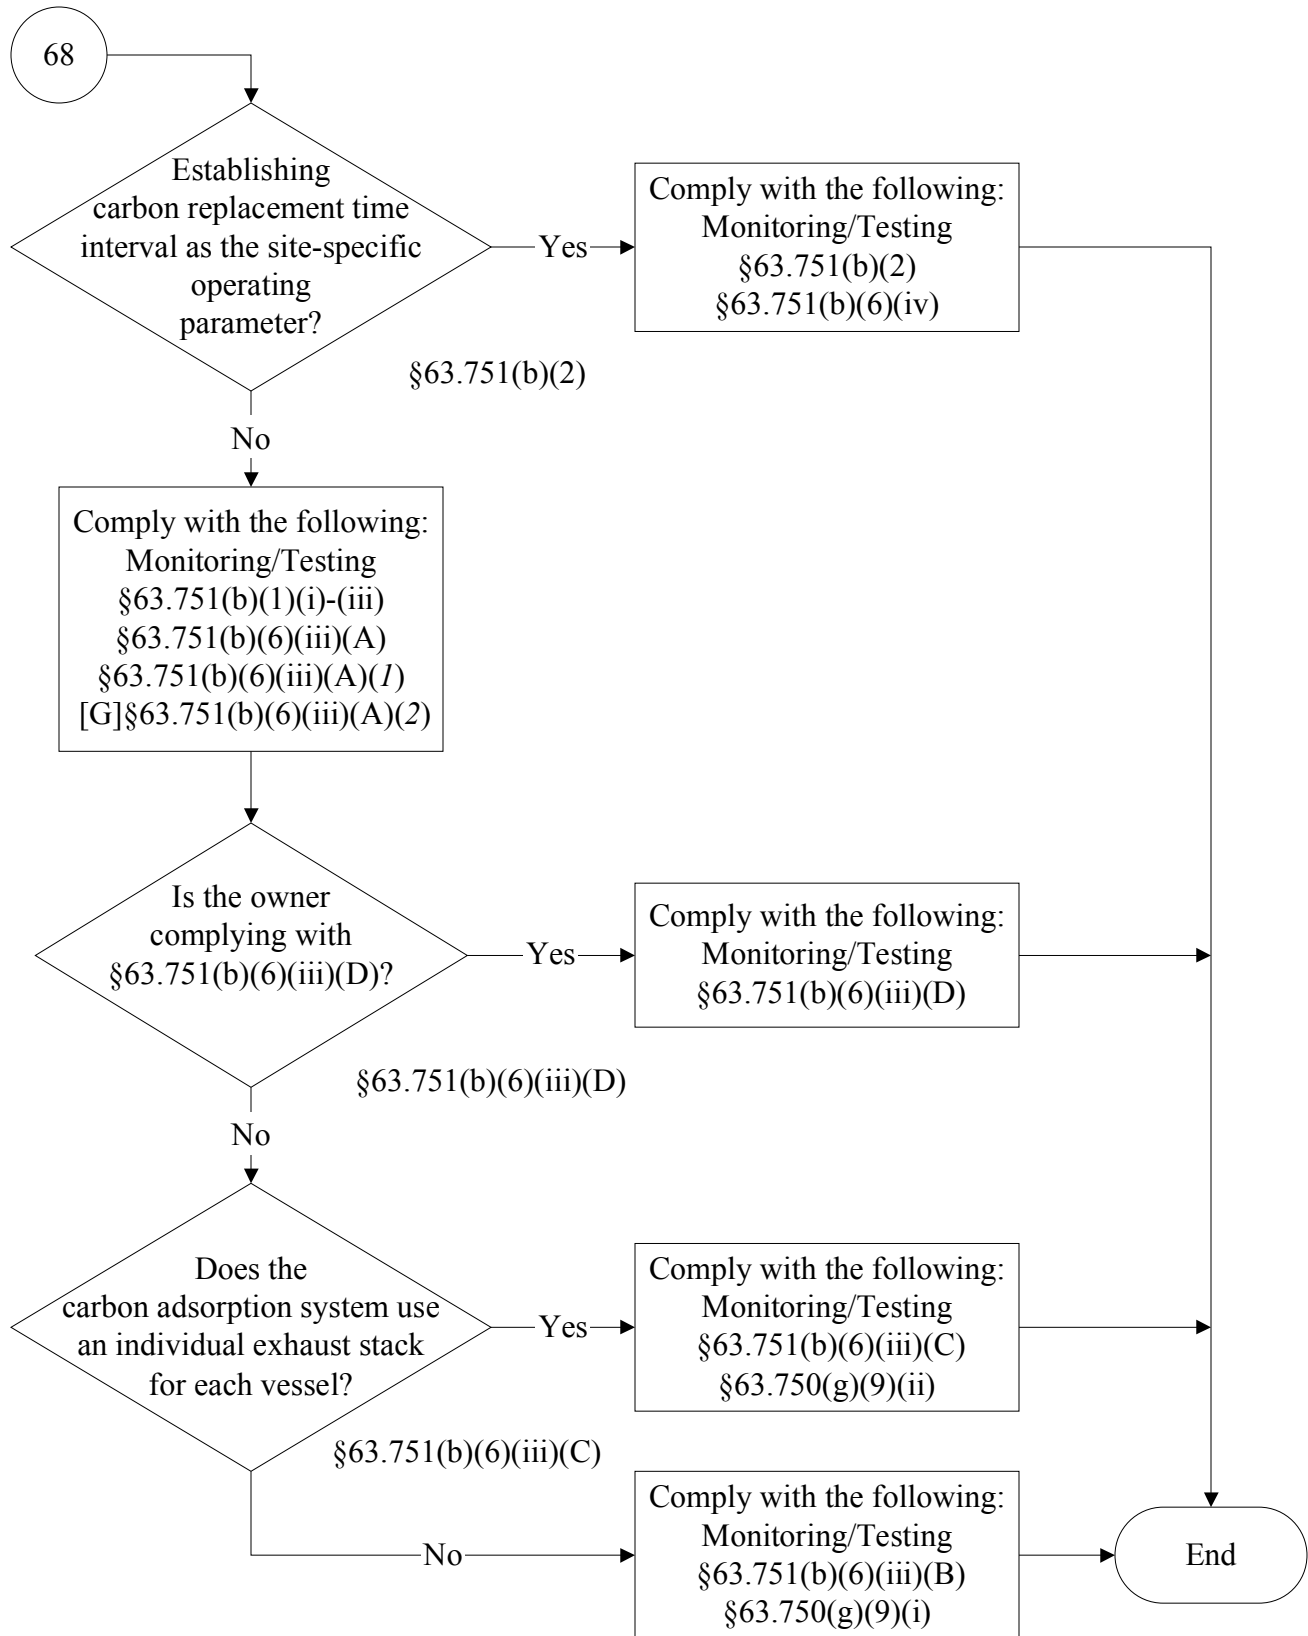 68
Establishing
carbon replacement time
interval as the site-specific
operating
parameter?
Yes
Comply with the following:
Monitoring/Testing
§63.751(b)(2)
§63.751(b)(6)(iv)
§63.751(b)(2)
No
Comply with the following:
Monitoring/Testing
§63.751(b)(1)(i)-(iii)
§63.751(b)(6)(iii)(A)
§63.751(b)(6)(iii)(A)(1)
[G]§63.751(b)(6)(iii)(A)(2)
Is the owner
complying with
§63.751(b)(6)(iii)(D)?
Yes
Comply with the following:
Monitoring/Testing
§63.751(b)(6)(iii)(D)
§63.751(b)(6)(iii)(D)
No
Does the
carbon adsorption system use
an individual exhaust stack
for each vessel?
Yes
Comply with the following:
Monitoring/Testing
§63.751(b)(6)(iii)(C)
§63.750(g)(9)(ii)
§63.751(b)(6)(iii)(C)
No
Comply with the following:
Monitoring/Testing
§63.751(b)(6)(iii)(B)
§63.750(g)(9)(i)
End